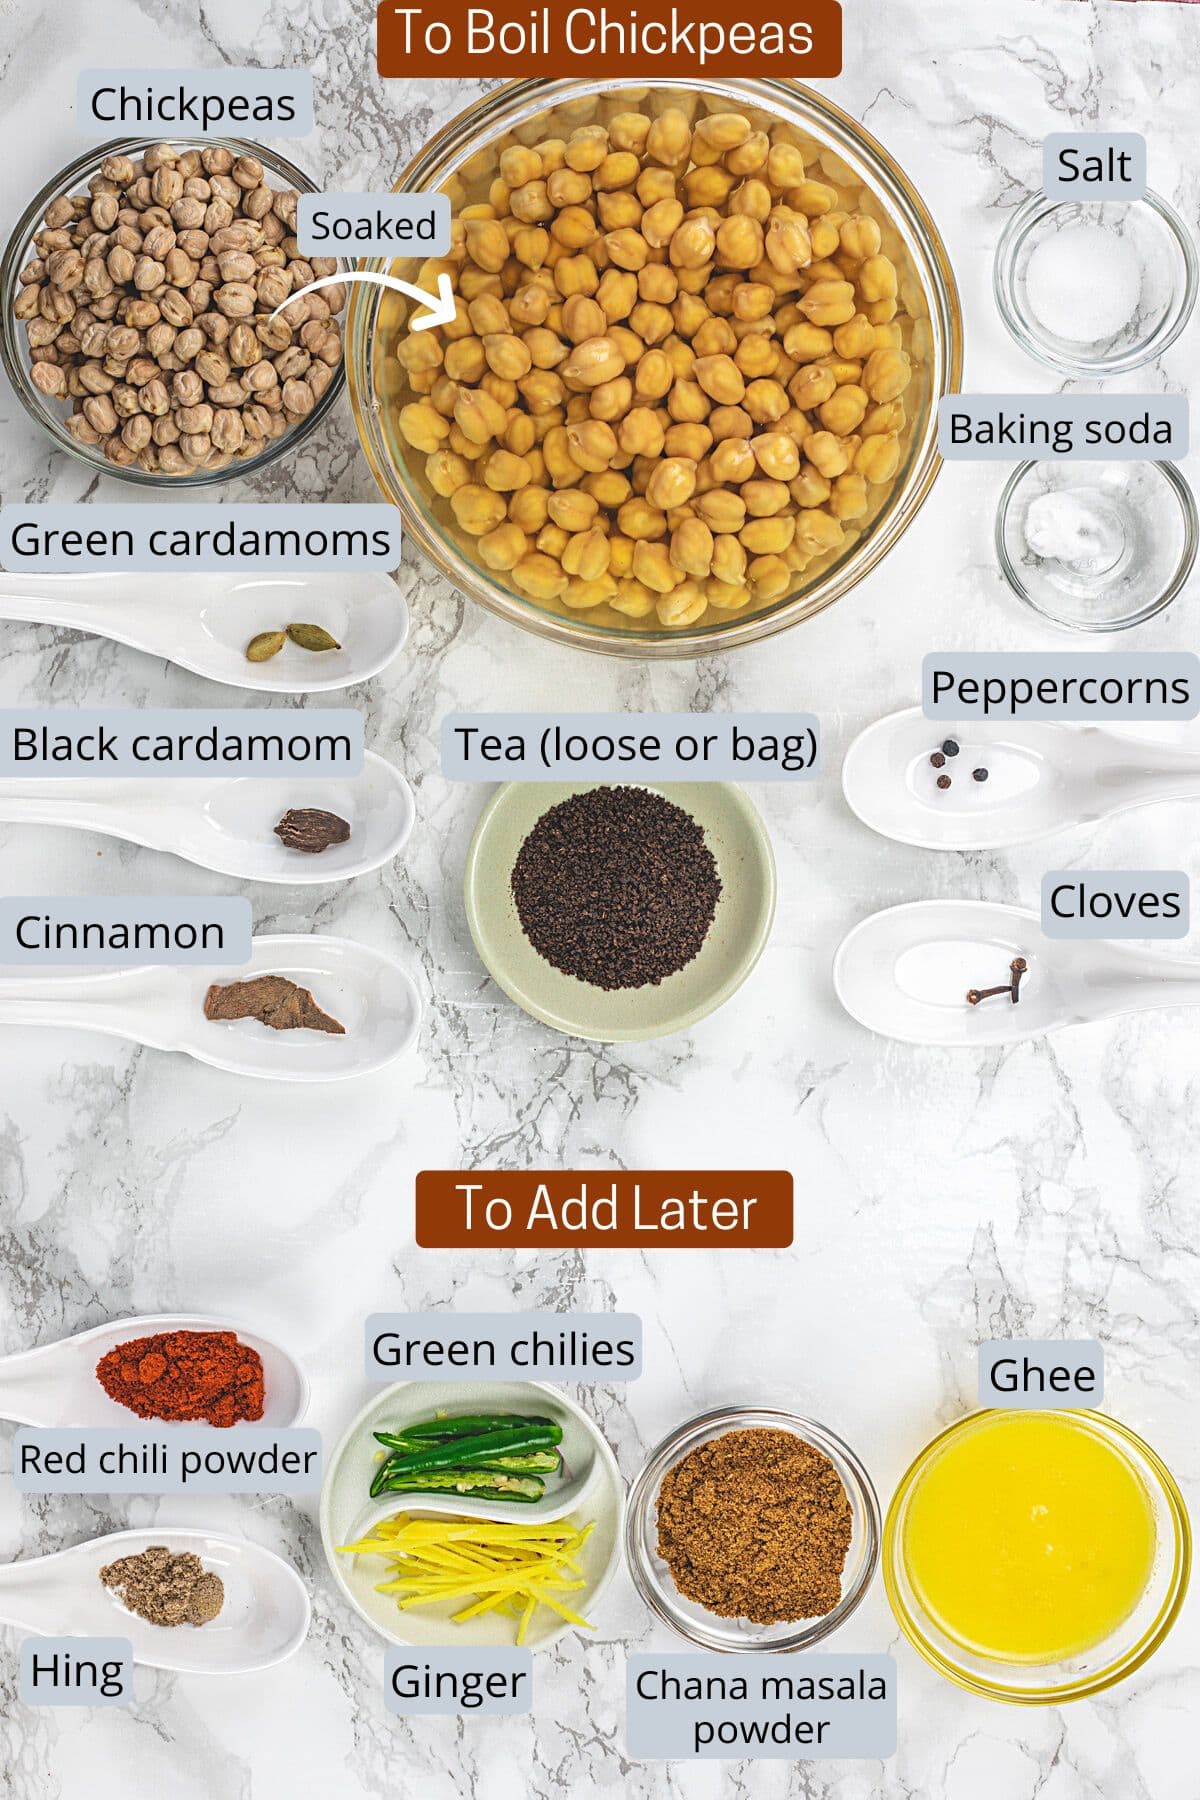 To Boil Chickpeas
Chickpeas
Soaked
Salt
Baking soda
Green cardamoms
Peppercorns
Black cardamom
Tea (loose or bag)
Cloves
Cinnamon
To Add Later
Green chilies
Ghee
Red chili powder
Hing
Ginger
Chana masala
powder